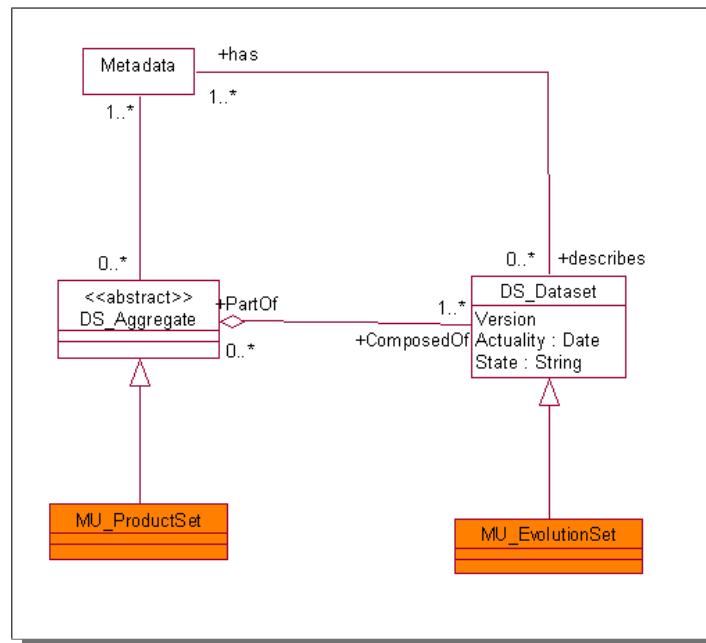 +has
Metadata
1..*
1..*
0..*
0..*
+describes
<<abstract>>
DS_Aggregate
+PartOf
0..*
1..*
+ComposedOf
DS_Dataset
Version
Actuality : Date
State : String
MU_ProductSet
MU_EvolutionSet